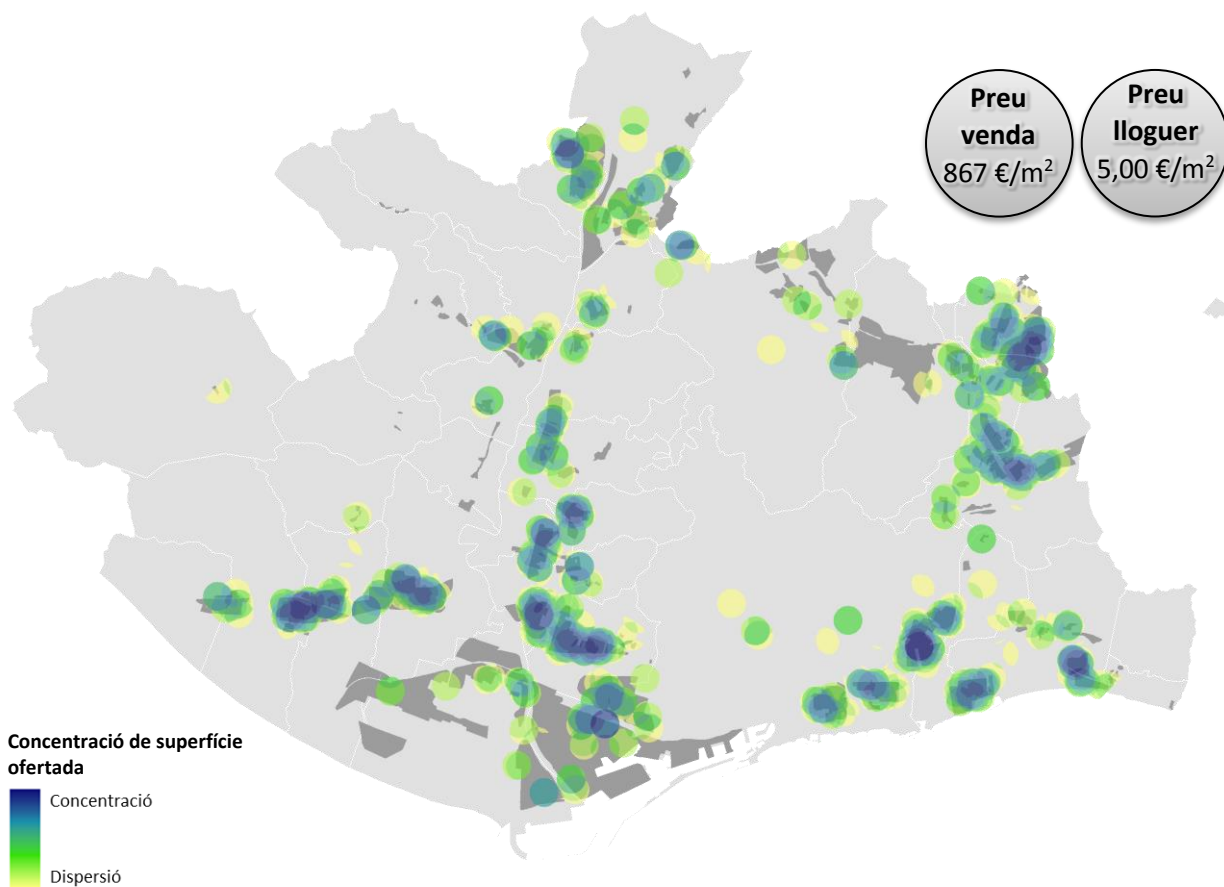 Preu
venda
867 €/m²
Preu
lloguer
5,00 €/m²
Concentració de superfície
ofertada
Concentració
Dispersió